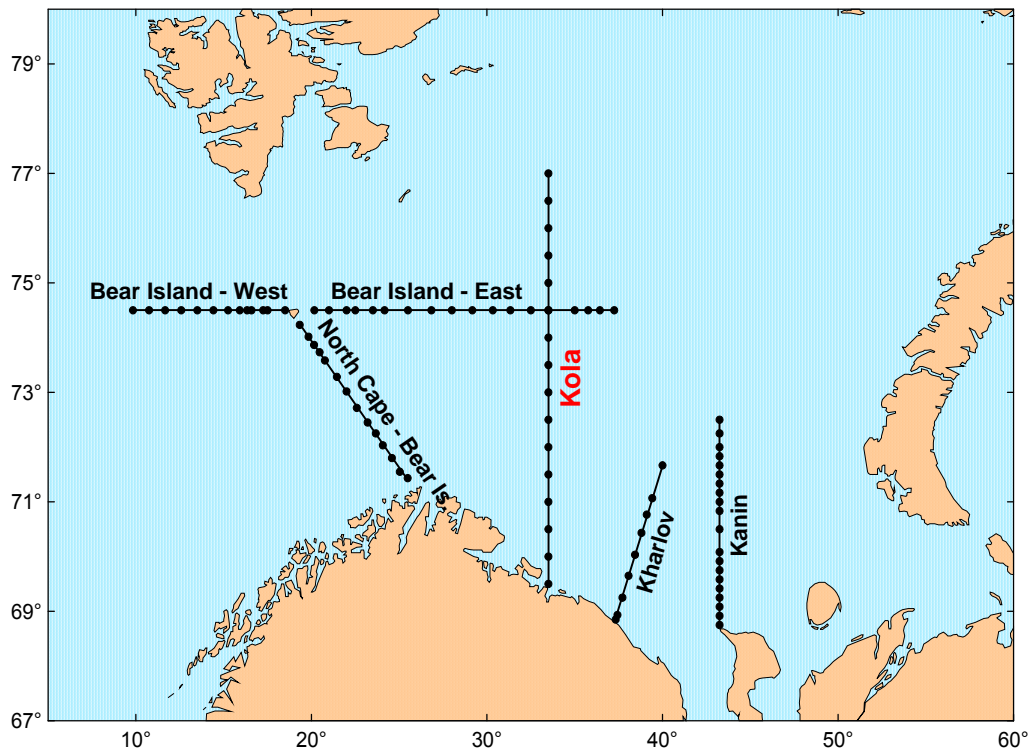 79°
77°
75°
73°
71°
69°
67°
Bear Island - West
Bear Island - East
North Cape - Bear Is.
Kola
Kharlov
Kanin
10°
20°
30°
40°
50°
60°